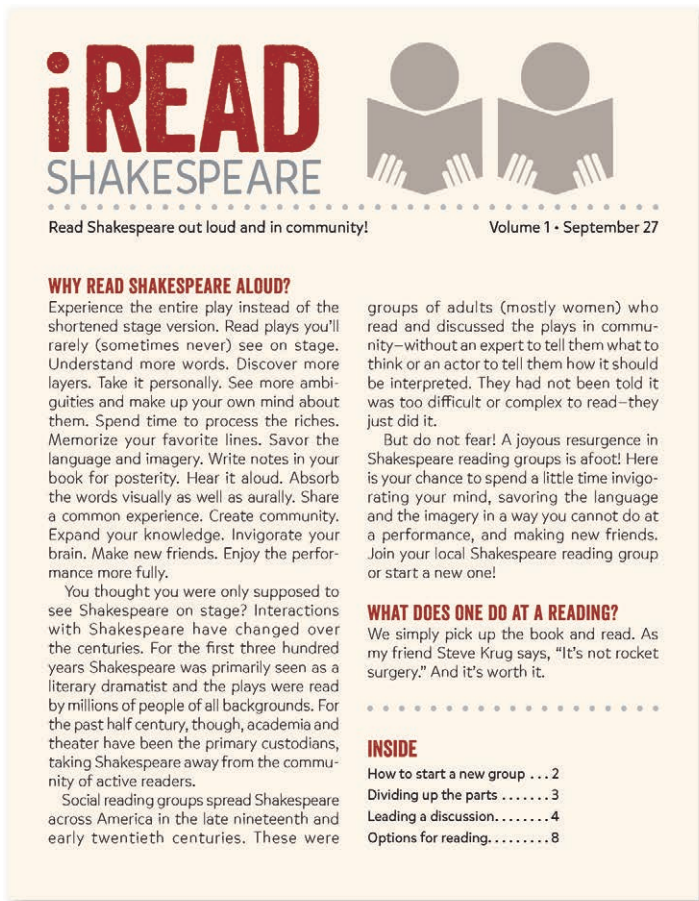 iREAD
SHAKESPEARE
Read Shakespeare out loud and in community!
Volume 1 • September 27
WHY READ SHAKESPEARE ALOUD?
Experience the entire play instead of the
shortened stage version. Read plays you'll
rarely (sometimes never) see on stage.
Understand more words. Discover more
layers. Take it personally. See more ambi-
guities and make up your own mind about
them. Spend time to process the riches.
Memorize your favorite lines. Savor the
language and imagery. Write notes in your
book for posterity. Hear it aloud. Absorb
the words visually as well as aurally. Share
a common experience. Create community.
Expand your knowledge. Invigorate your
brain. Make new friends. Enjoy the perfor-
mance more fully.
You thought you were only supposed to
see Shakespeare on stage? Interactions
with Shakespeare have changed over
the centuries. For the first three hundred
years Shakespeare was primarily seen as a
literary dramatist and the plays were read
by millions of people of all backgrounds. For
the past half century, though, academia and
theater have been the primary custodians,
taking Shakespeare away from the commu-
nity of active readers.
Social reading groups spread Shakespeare
across America in the late nineteenth and
early twentieth centuries. These were
groups of adults (mostly women) who
read and discussed the plays in commu-
nity—without an expert to tell them what to
think or an actor to tell them how it should
be interpreted. They had not been told it
was too difficult or complex to read—they
just did it.
But do not fear! A joyous resurgence in
Shakespeare reading groups is afoot! Here
is your chance to spend a little time invigo-
rating your mind, savoring the language
and the imagery in a way you cannot do at
a performance, and making new friends.
Join your local Shakespeare reading group
or start a new one!
WHAT DOES ONE DO AT A READING?
We simply pick up the book and read. As
my friend Steve Krug says, "It's not rocket
surgery." And it's worth it.
INSIDE
How to start a new group . . . 2
Dividing up the parts . . . . . . . 3
Leading a discussion. . . . . . . . 4
Options for reading. . . . . . . . . 8